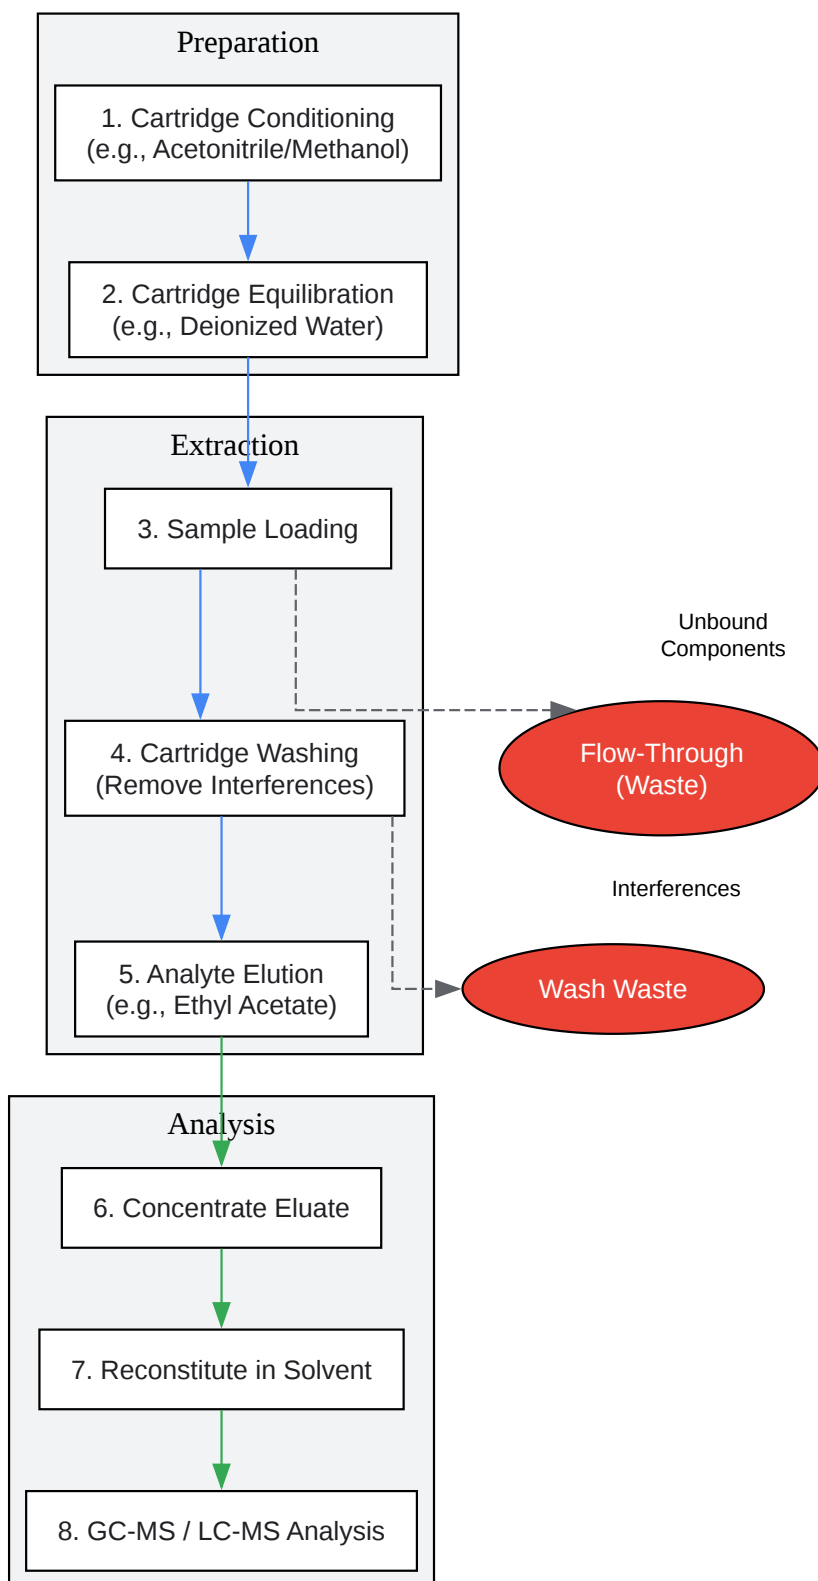 Preparation
1. Cartridge Conditioning
(e.g., Acetonitrile/Methanol)
2. Cartridge Equilibration
(e.g., Deionized Water)
Extraction
3. Sample Loading
Unbound
Components
4. Cartridge Washing
(Remove Interferences)
Flow-Through
(Waste)
Interferences
5. Analyte Elution
(e.g., Ethyl Acetate)
Wash Waste
Analysis
6. Concentrate Eluate
7. Reconstitute in Solvent
8. GC-MS / LC-MS Analysis